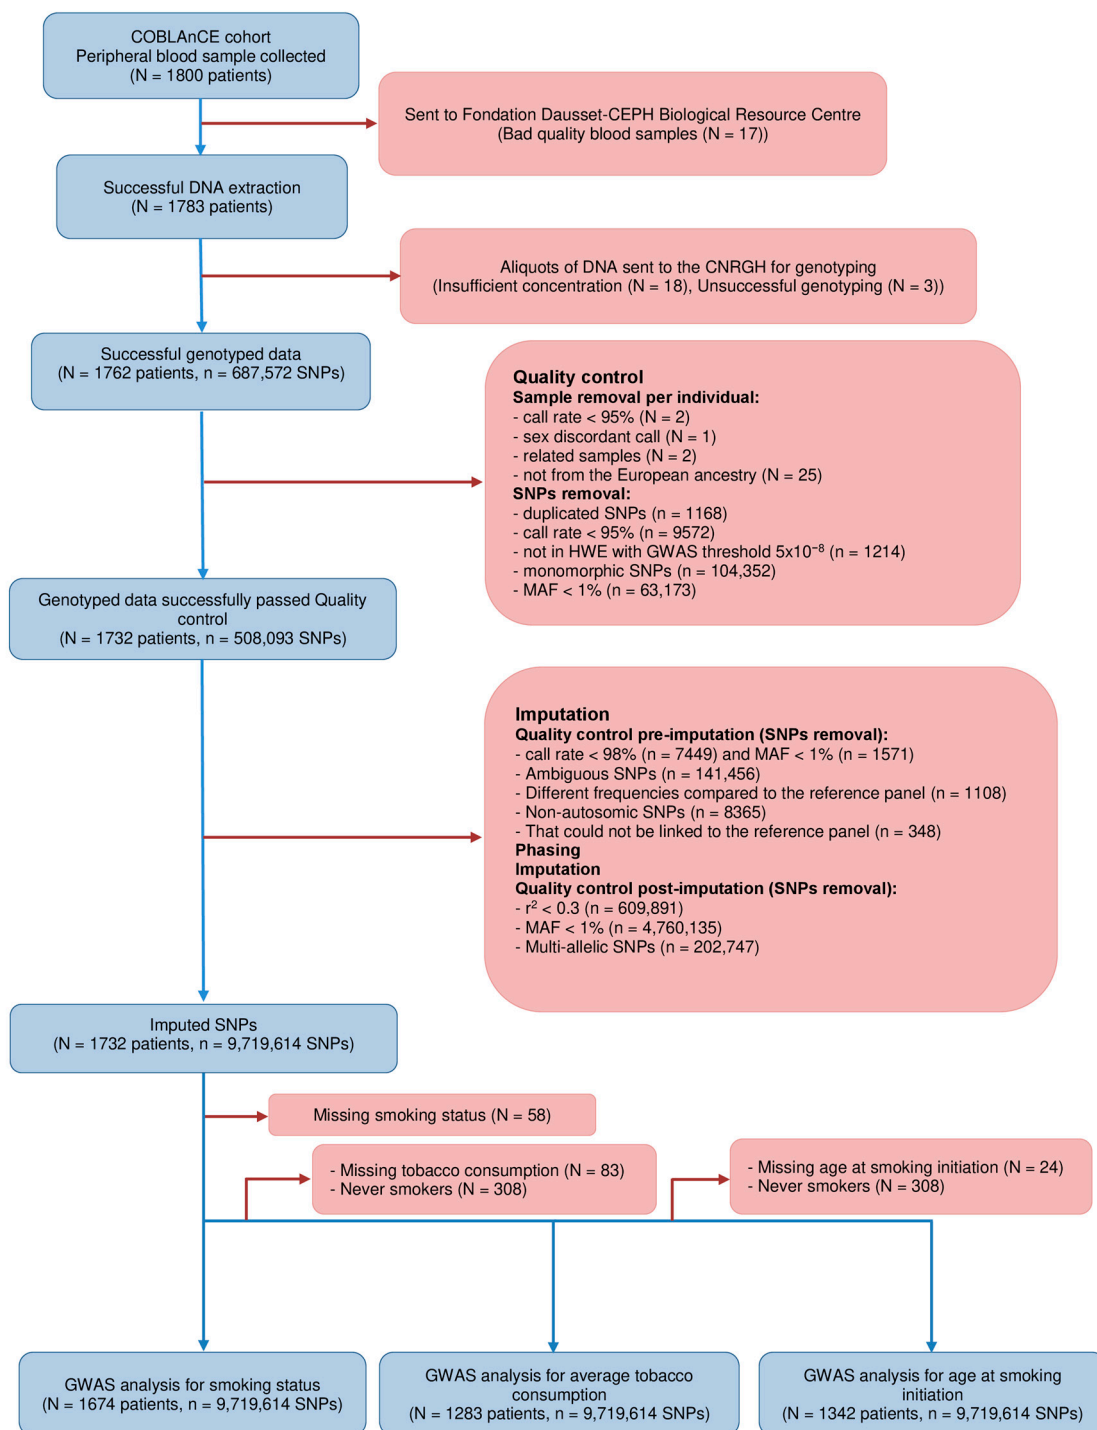 COBLAnCE cohort
Peripheral blood sample collected
(N = 1800 patients)
Sent to Fondation Dausset-CEPH Biological Resource Centre
(Bad quality blood samples (N = 17))
Successful DNA extraction
(N = 1783 patients)
Aliquots of DNA sent to the CNRGH for genotyping
(Insufficient concentration (N = 18), Unsuccessful genotyping (N = 3))
Successful genotyped data
(N = 1762 patients, n = 687,572 SNPs)
Quality control
Sample removal per individual:
- call rate < 95% (N = 2)
- sex discordant call (N = 1)
- related samples (N = 2)
- not from the European ancestry (N = 25)
SNPs removal:
- duplicated SNPs (n = 1168)
- call rate < 95% (n = 9572)
- not in HWE with GWAS threshold 5x10⁻⁸ (n = 1214)
- monomorphic SNPs (n = 104,352)
- MAF < 1% (n = 63,173)
Genotyped data successfully passed Quality
control
(N = 1732 patients, n = 508,093 SNPs)
Imputation
Quality control pre-imputation (SNPs removal):
- call rate < 98% (n = 7449) and MAF < 1% (n = 1571)
- Ambiguous SNPs (n = 141,456)
- Different frequencies compared to the reference panel (n = 1108)
- Non-autosomic SNPs (n = 8365)
- That could not be linked to the reference panel (n = 348)
Phasing
Imputation
Quality control post-imputation (SNPs removal):
- r² < 0.3 (n = 609,891)
- MAF < 1% (n = 4,760,135)
- Multi-allelic SNPs (n = 202,747)
Imputed SNPs
(N = 1732 patients, n = 9,719,614 SNPs)
Missing smoking status (N = 58)
- Missing tobacco consumption (N = 83)
- Never smokers (N = 308)
- Missing age at smoking initiation (N = 24)
- Never smokers (N = 308)
GWAS analysis for smoking status
(N = 1674 patients, n = 9,719,614 SNPs)
GWAS analysis for average tobacco
consumption
(N = 1283 patients, n = 9,719,614 SNPs)
GWAS analysis for age at smoking
initiation
(N = 1342 patients, n = 9,719,614 SNPs)